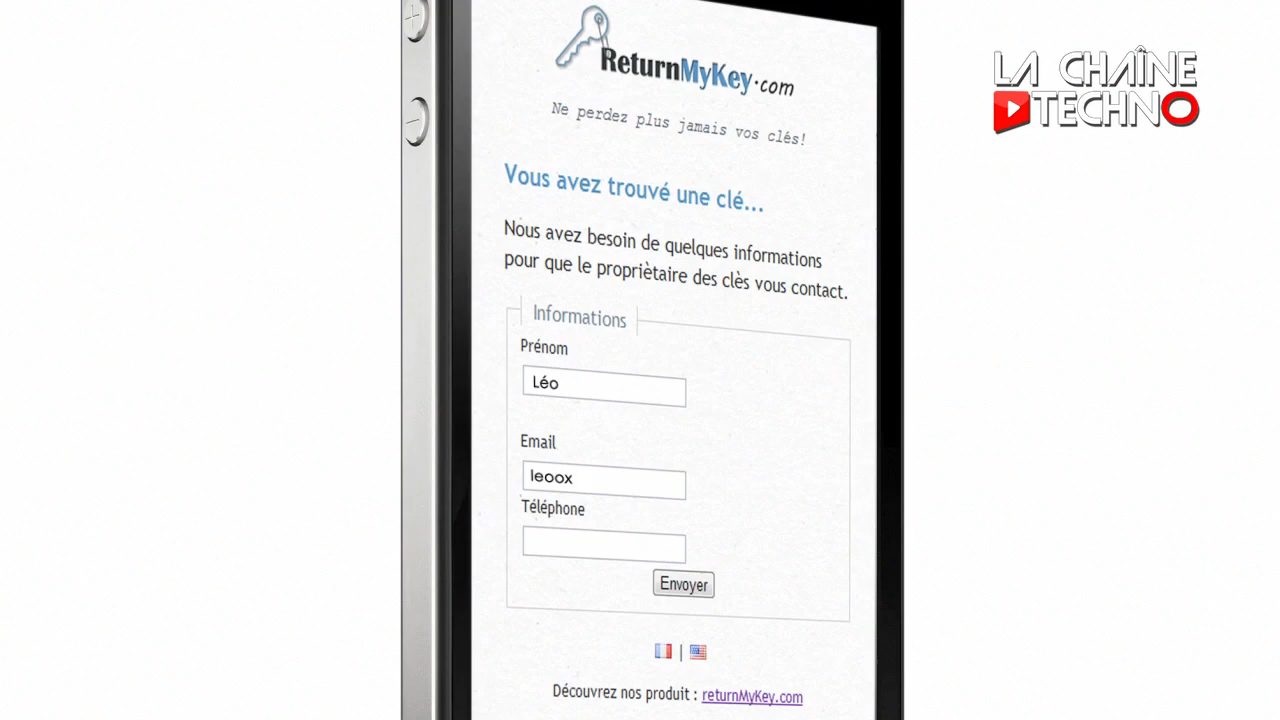 ReturnMyKey.com
LA CHAÎNE
TECHNO
Ne perdez plus jamais vos clés!
Vous avez trouvé une clé...
Nous avez besoin de quelques informations
pour que le propriètaire des clès vous contact.
Informations
Prénom
Léo
Email
leoox
Téléphone
Envoyer
|
Découvrez nos produit : returnMyKey.com